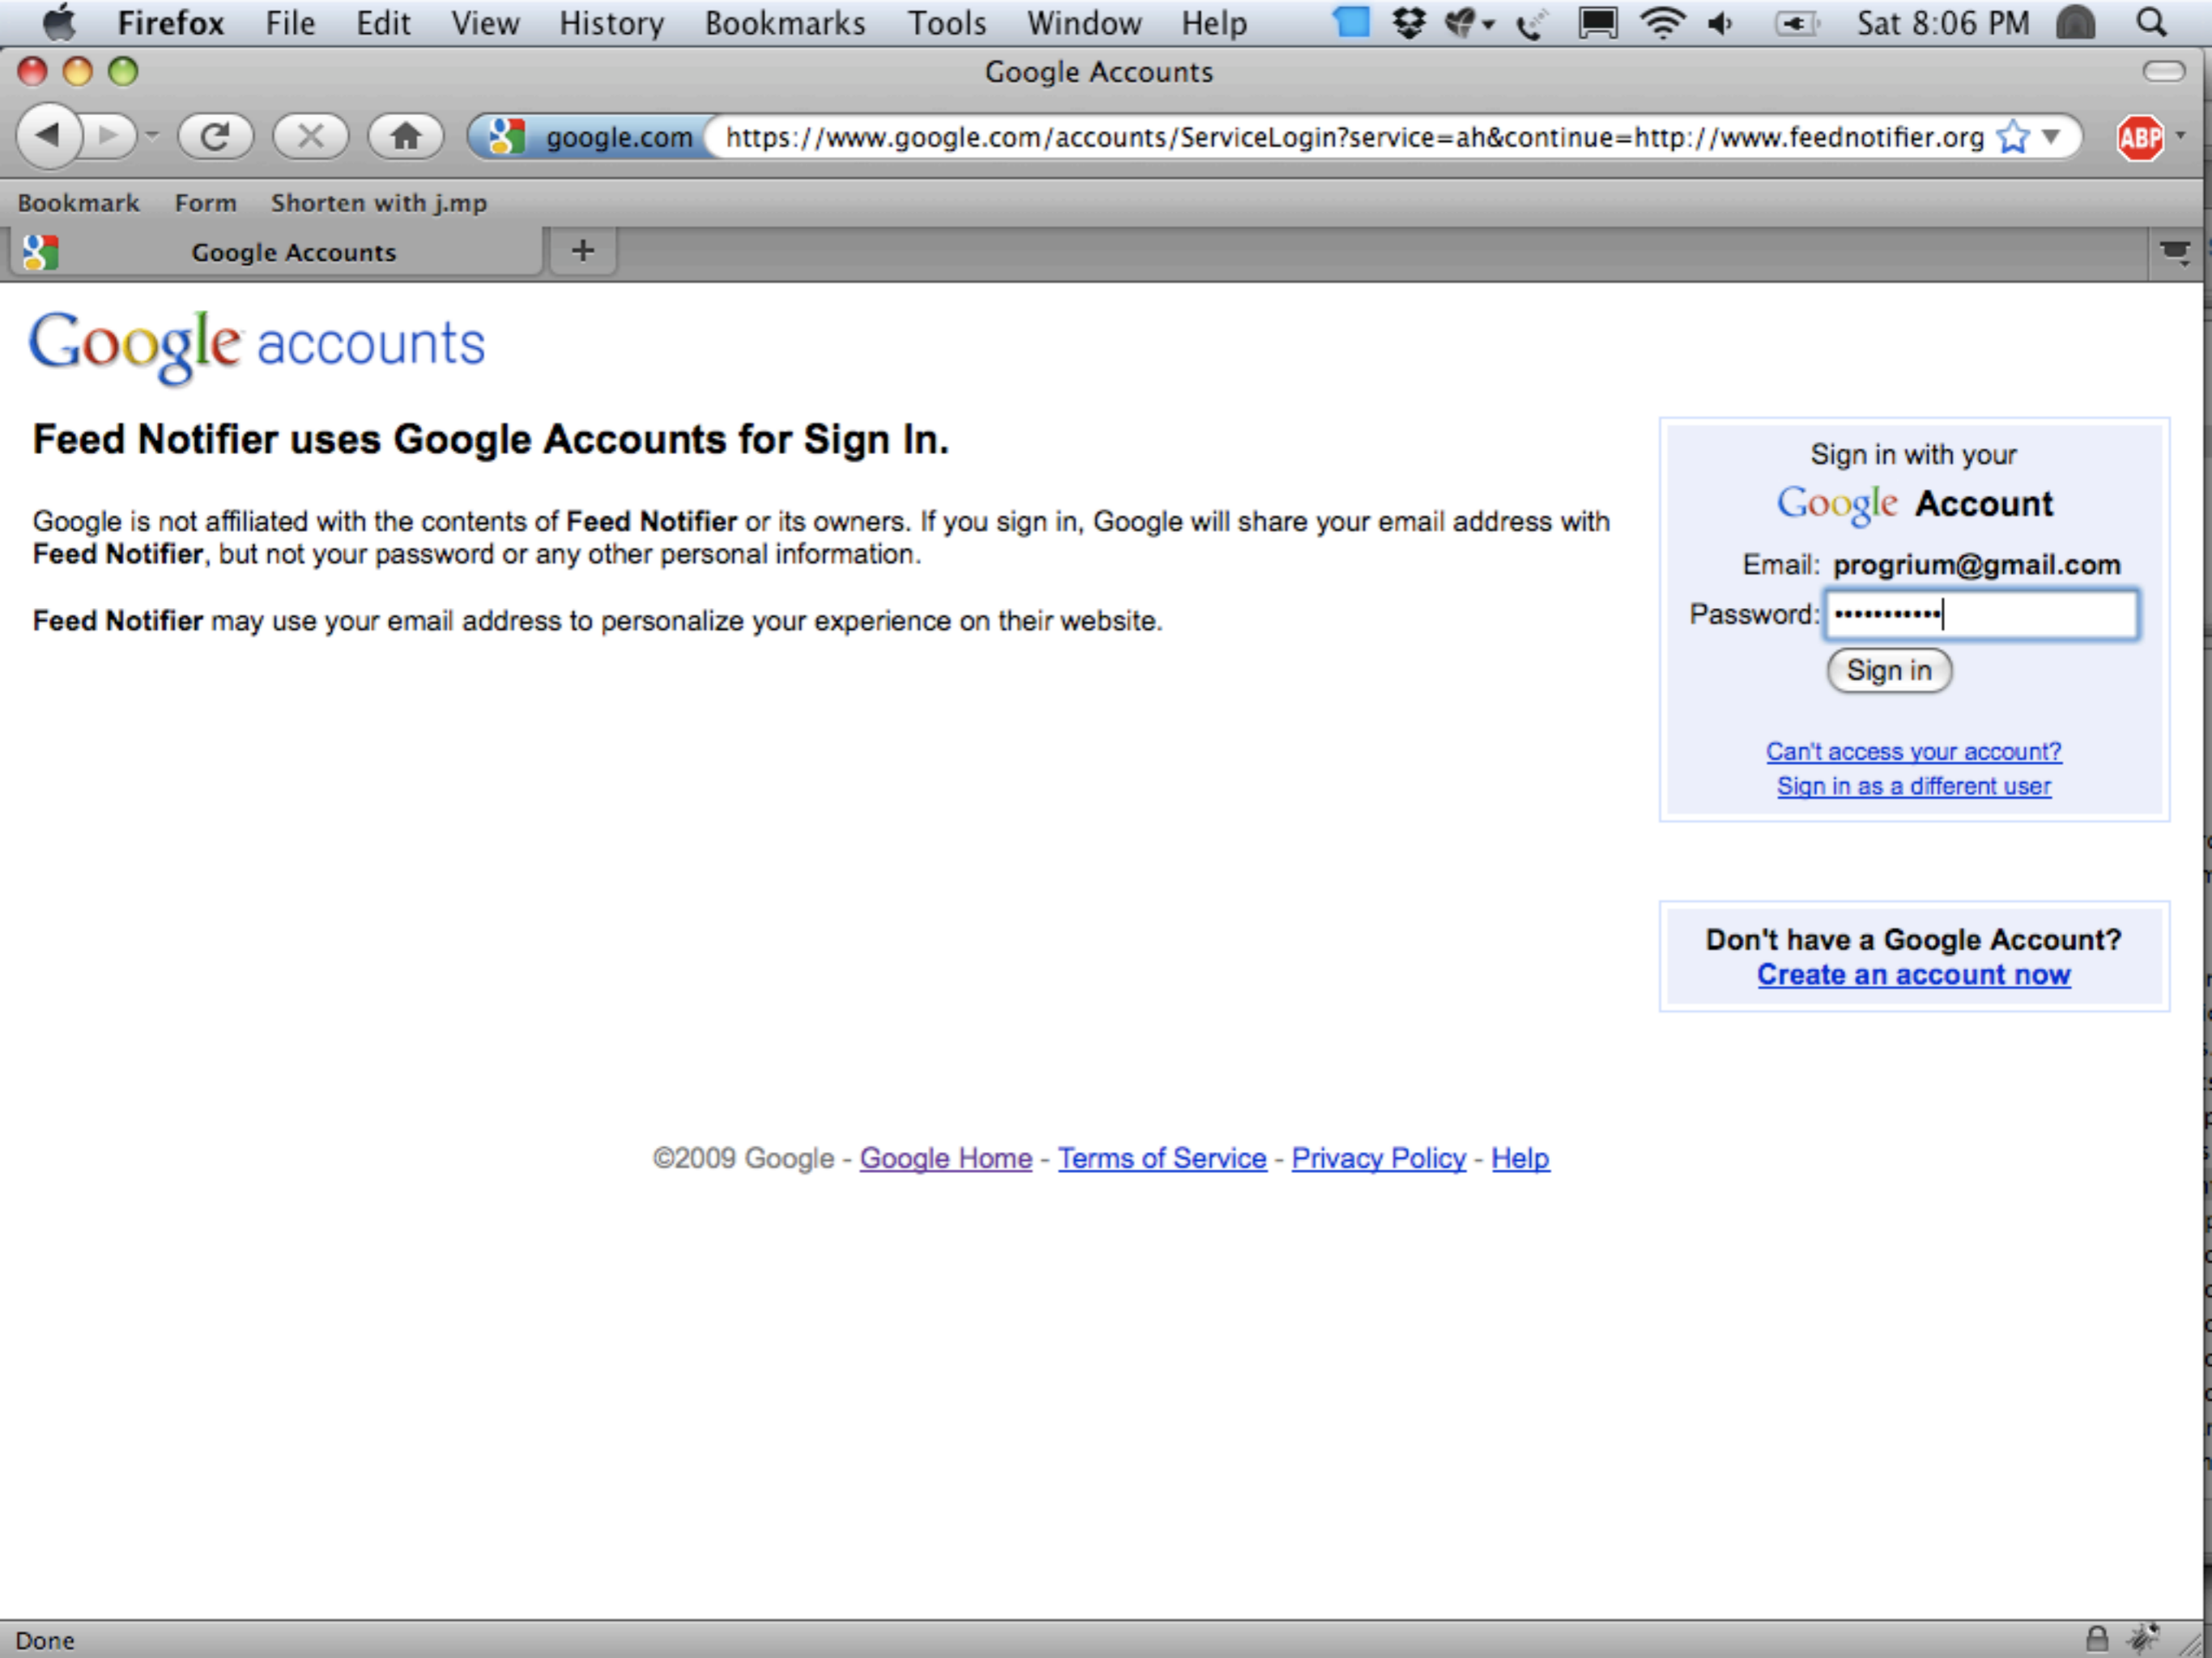 Firefox File Edit View History Bookmarks Tools Window Help Sat 8:06 PM
Google Accounts
google.com https://www.google.com/accounts/ServiceLogin?service=ah&continue=http://www.feednotifier.org ABP
Bookmark Form Shorten with j.mp
Google Accounts +
Google accounts
Feed Notifier uses Google Accounts for Sign In.
Google is not affiliated with the contents of Feed Notifier or its owners. If you sign in, Google will share your email address with
Feed Notifier, but not your password or any other personal information.
Feed Notifier may use your email address to personalize your experience on their website.
Sign in with your
Google Account
Email: progrium@gmail.com
Password: •••••••••••
Sign in
Can't access your account?
Sign in as a different user
Don't have a Google Account?
Create an account now
©2009 Google - Google Home - Terms of Service - Privacy Policy - Help
Done